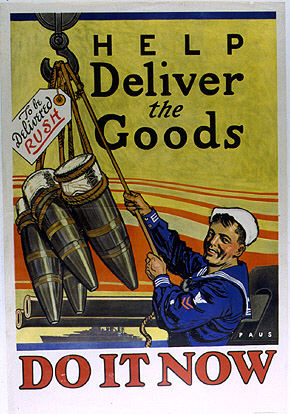 HELP
Deliver
the
Goods
To be
Delivered
RUSH
PAUS
DO IT NOW